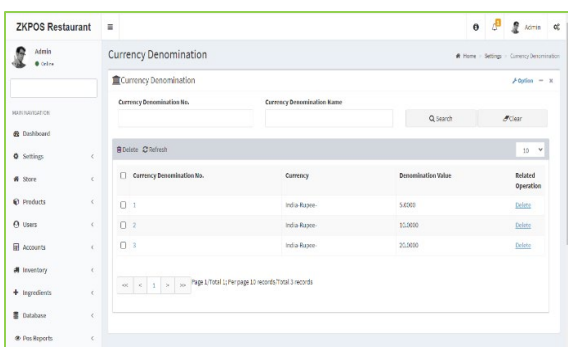 ZKPOS Restaurant
Admin
Admin
Online
Currency Denomination
Home
Settings
Currency Denomination
Currency Denomination
Option
Currency Denomination No.
Currency Denomination Name
Search
Clear
MAIN NAVIGATION
Dashboard
Settings
Store
Products
Users
Accounts
Inventory
Ingredients
Database
Pos Reports
Delete Refresh
10
Currency Denomination No. Currency Denomination Value Related Operation
1 India-Rupee- 5.0000 Delete
2 India-Rupee- 10.0000 Delete
3 India-Rupee- 20.0000 Delete
<< < 1 > >> Page 1/Total 1; Per page 10 records/Total 3 records